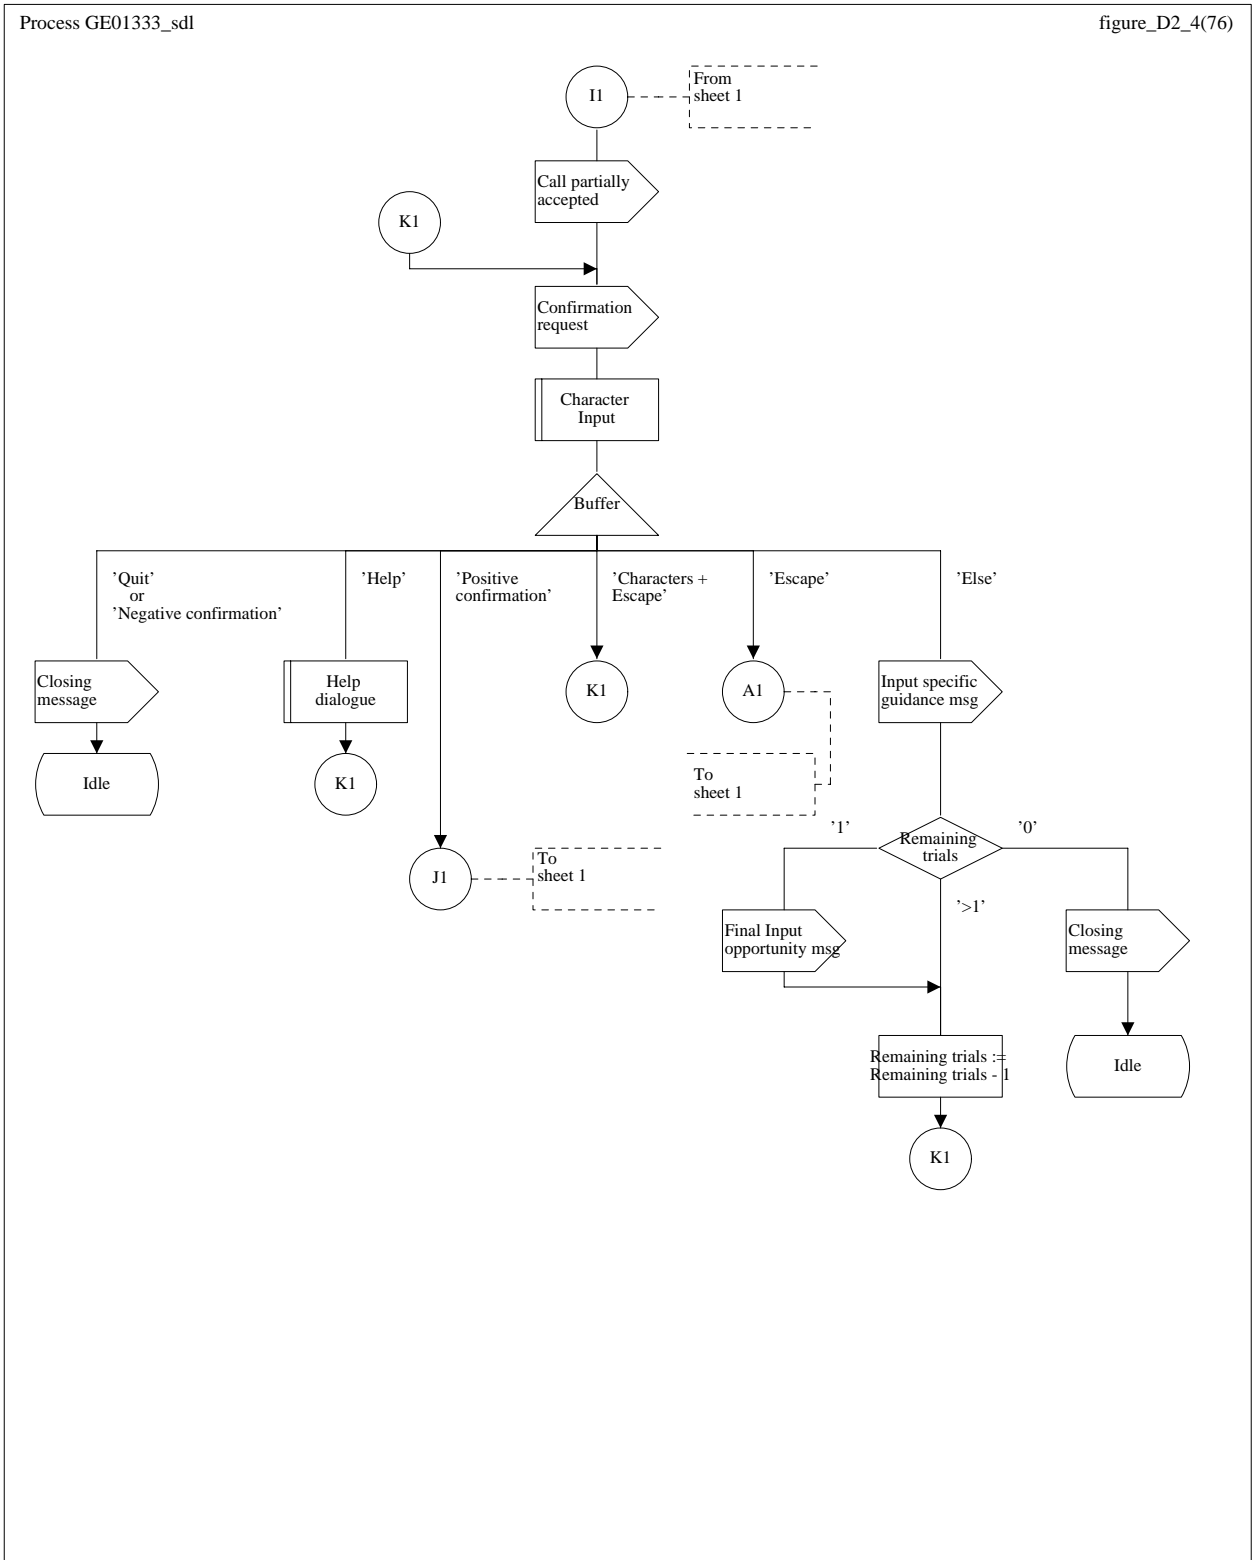 Process GE01333_sdl
figure_D2_4(76)
I1
From
sheet 1
Call partially
accepted
K1
Confirmation
request
Character
Input
Buffer
’Quit’
or
’Negative confirmation’
’Help’
’Positive
confirmation’
’Characters +
Escape’
’Escape’
’Else’
Closing
message
Help
dialogue
K1
A1
Input specific
guidance msg
Idle
K1
To
sheet 1
’1’
Remaining
trials
’0’
J1
To
sheet 1
’>1’
Final Input
opportunity msg
Closing
message
Remaining trials :=
Remaining trials - 1
Idle
K1